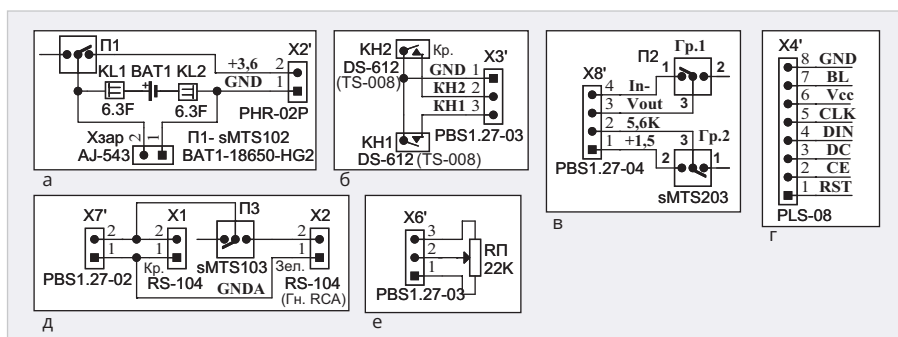 П1
+3,6
X2'
2
KL1 BAT1 KL2
GND
1
+
6.3F
6.3F
PHR-02P
Хзар
2
1
П1- sMTS102
AJ-543
BAT1-18650-HG2
а
КН2
Кр.
DS-612
(TS-008)
X3'
GND 1
КН2 2
КН1 3
PBS1.27-03
КН1
DS-612 (TS-008)
б
П2
Гр.1
X8'
1
2
4 In-
3
3 Vout
2 5,6K
3
Гр.2
1 +1,5
2
1
PBS1.27-04
sMTS203
в
X4'
8 GND
7 BL
6 Vcc
5 CLK
4 DIN
3 DC
2 CE
1 RST
PLS-08
г
X7'
X1
П3
X2
2
2
2
1
1
1
Кр.
sMTS103
Зел.
PBS1.27-02
RS-104
GNDA
RS-104
(Гн. RCA)
д
X6'
3
RП
2
22K
1
PBS1.27-03
е